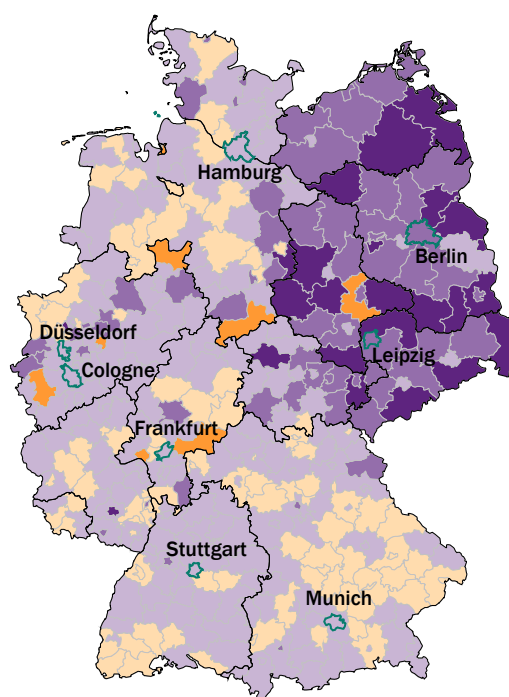 Hamburg
Berlin
Düsseldorf
Leipzig
Cologne
Frankfurt
Stuttgart
Munich